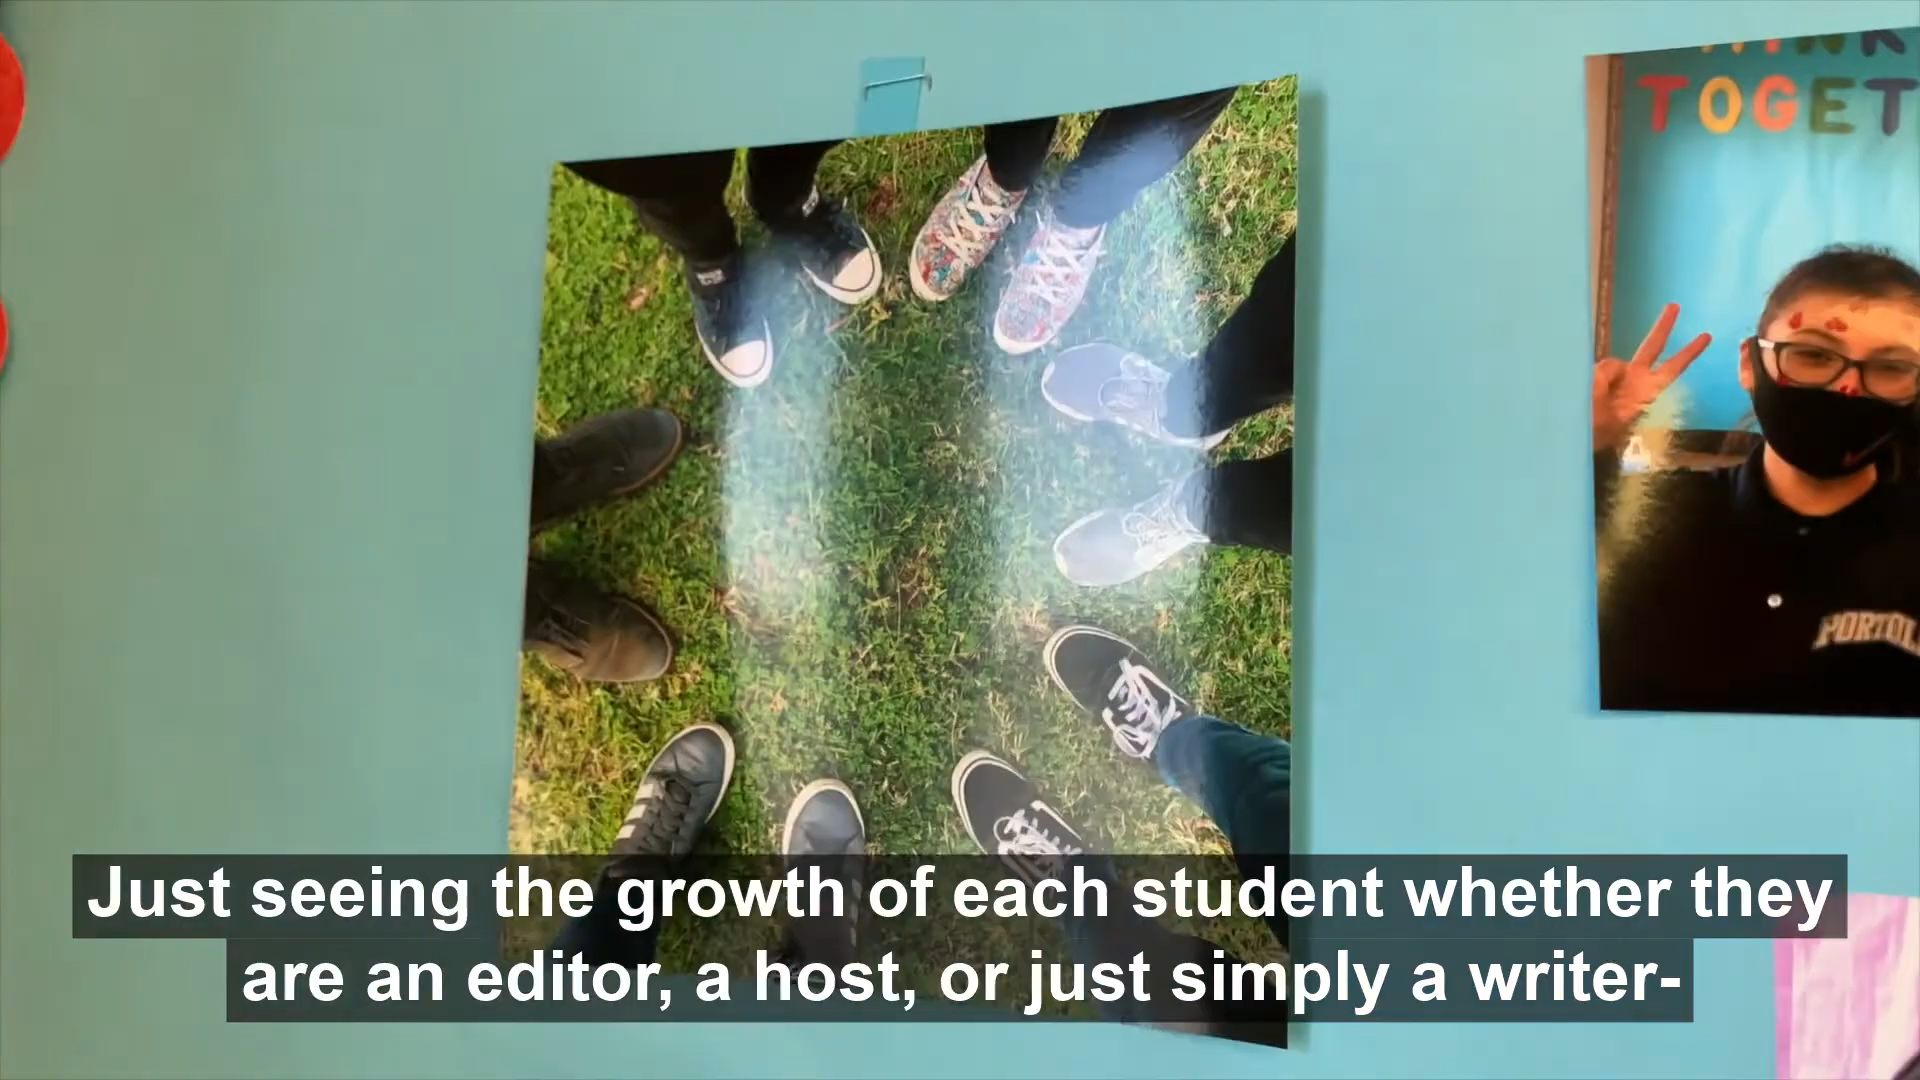 TOGET
PORTOL
Just seeing the growth of each student whether they
are an editor, a host, or just simply a writer-